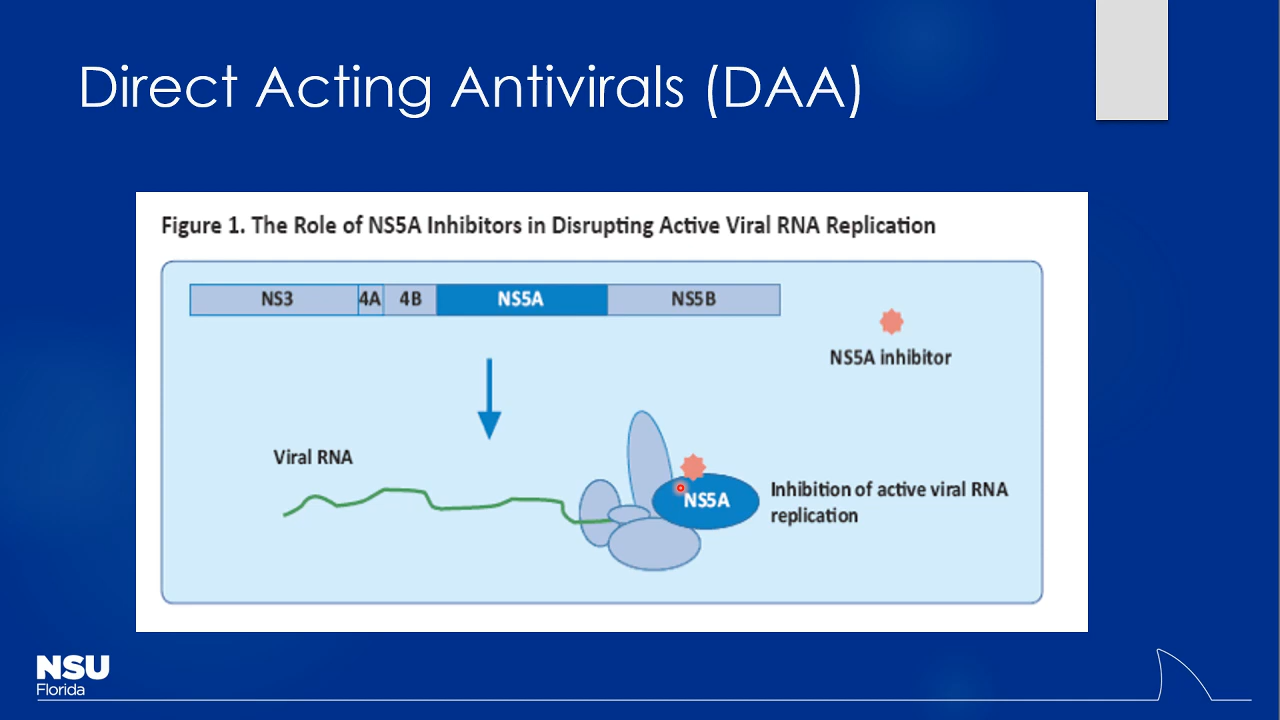 Direct Acting Antivirals (DAA)
Figure 1. The Role of NS5A Inhibitors in Disrupting Active Viral RNA Replication
NS3 4A 4B NS5A NS5B
NS5A inhibitor
Viral RNA
NS5A
Inhibition of active viral RNA
replication
NSU
Florida